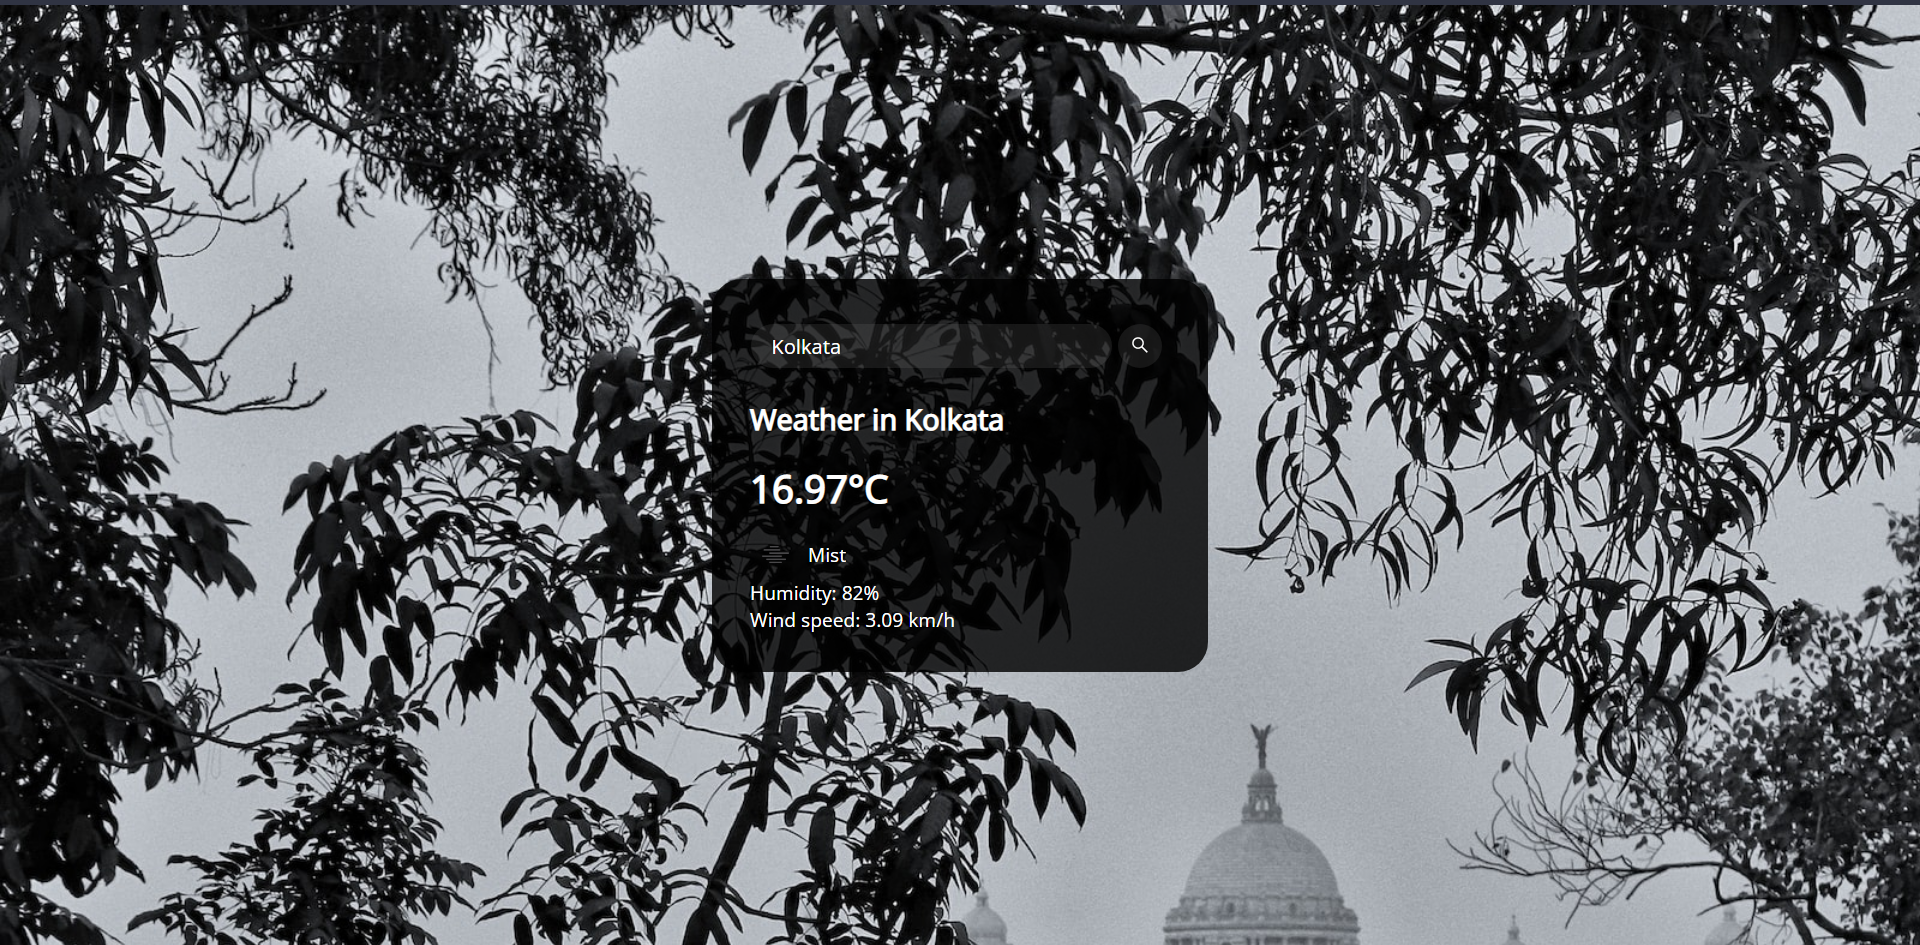 Kolkata
Weather in Kolkata
16.97°C
Mist
Humidity: 82%
Wind speed: 3.09 km/h